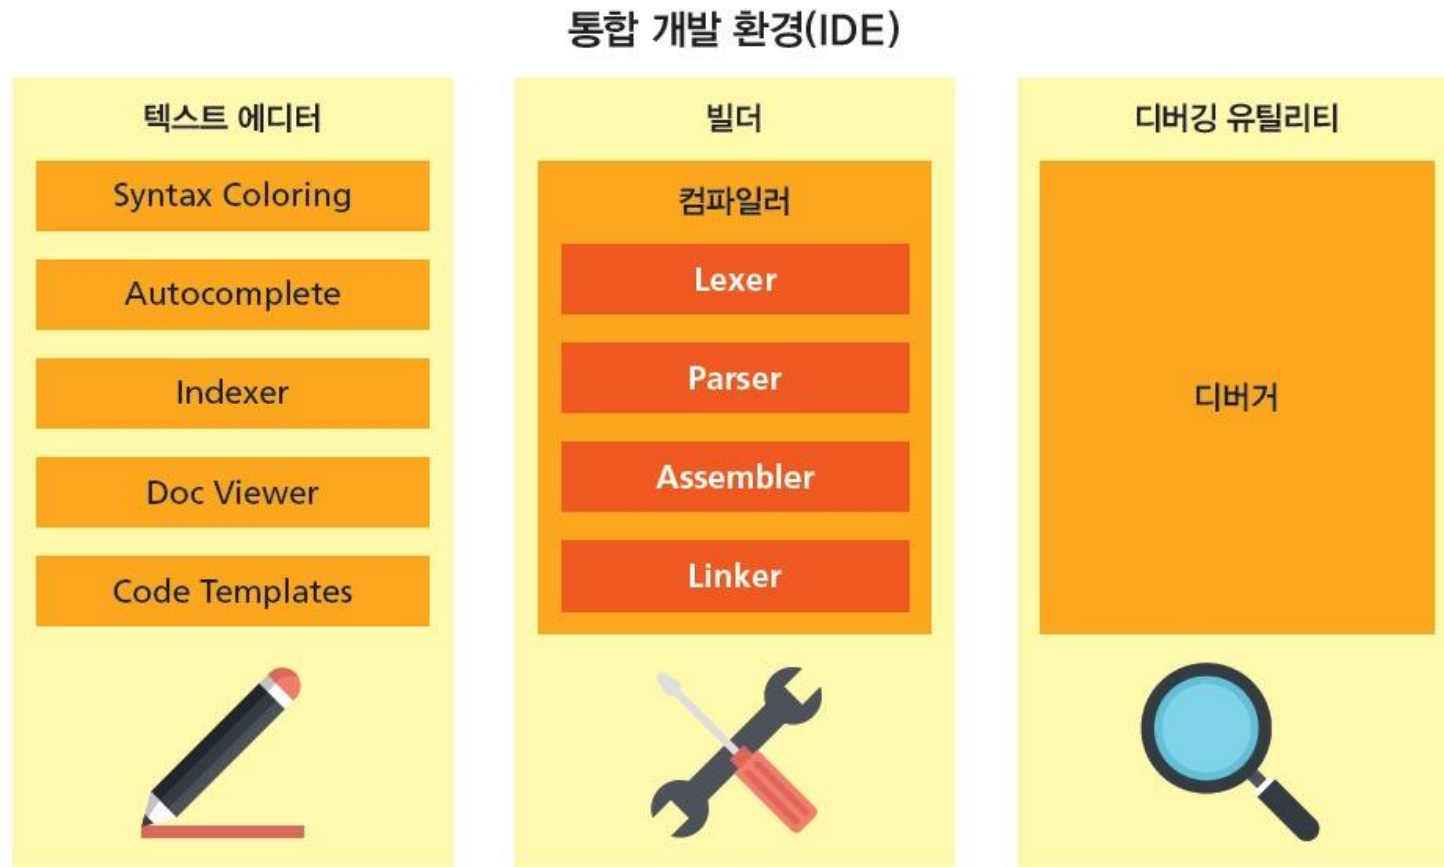 통합 개발 환경(IDE)
텍스트 에디터
Syntax Coloring
Autocomplete
Indexer
Doc Viewer
Code Templates
빌더
컴파일러
Lexer
Parser
Assembler
Linker
디버깅 유틸리티
디버거